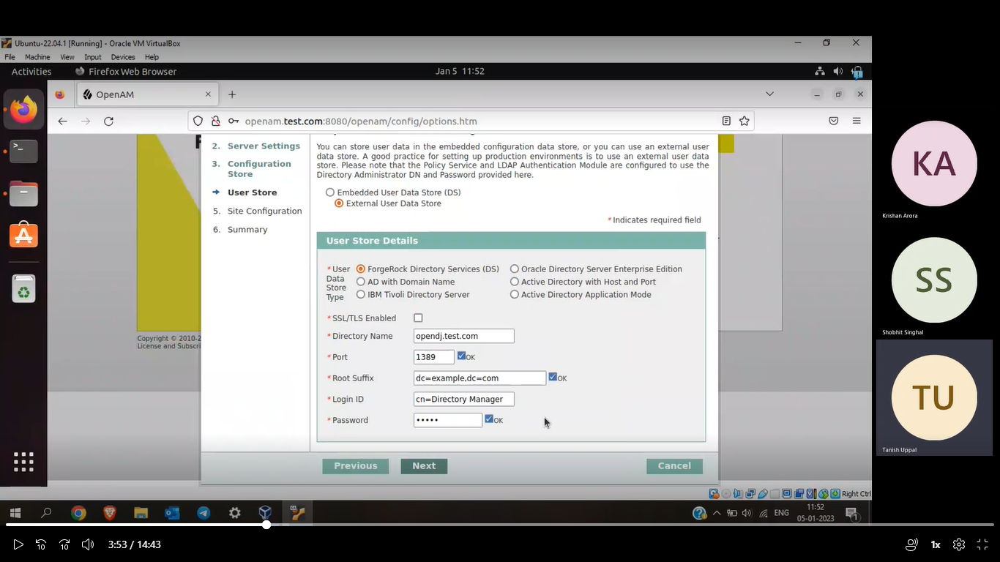 Ubuntu-22.04.1 [Running] - Oracle VM VirtualBox
File Machine View Input Devices Help
Activities Firefox Web Browser Jan 5 11:52
OpenAM
openam.test.com:8080/openam/config/options.htm
2. Server Settings
3. Configuration
Store
User Store
5. Site Configuration
6. Summary
You can store user data in the embedded configuration data store, or you can use an external user
data store. A good practice for setting up production environments is to use an external user data
store. Please note that the Policy Service and LDAP Authentication Module are configured to use the
Directory Administrator DN and Password provided here.
Embedded User Data Store (DS)
External User Data Store
* Indicates required field
User Store Details
* User
Data
Store
Type
ForgeRock Directory Services (DS) Oracle Directory Server Enterprise Edition
AD with Domain Name Active Directory with Host and Port
IBM Tivoli Directory Server Active Directory Application Mode
* SSL/TLS Enabled
* Directory Name opendj.test.com
* Port 1389 OK
* Root Suffix dc=example,dc=com OK
* Login ID cn=Directory Manager
* Password ••••• OK
Previous Next Cancel
Copyright © 2010-2
License and Subscri
Right Ctrl
ENG
11:52
05-01-2023
1
KA
Krishan Arora
SS
Shobhit Singhal
TU
Tanish Uppal
10 10 3:53 / 14:43 1x